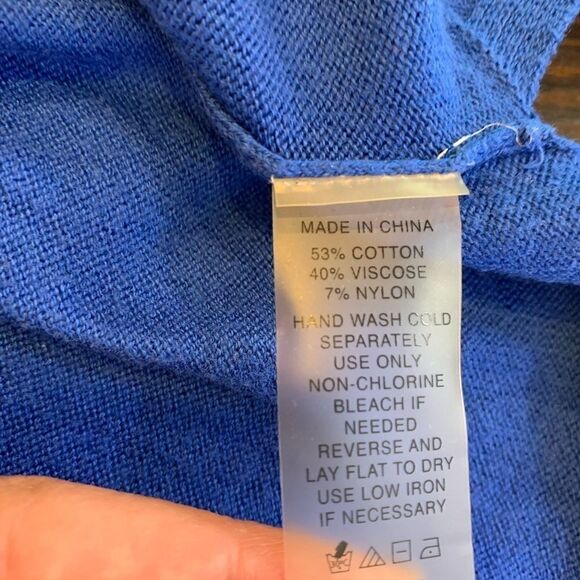 MADE IN CHINA
53% COTTON
40% VISCOSE
7% NYLON
HAND WASH COLD
SEPARATELY
USE ONLY
NON-CHLORINE
BLEACH IF
NEEDED
REVERSE AND
LAY FLAT TO DRY
USE LOW IRON
IF NECESSARY